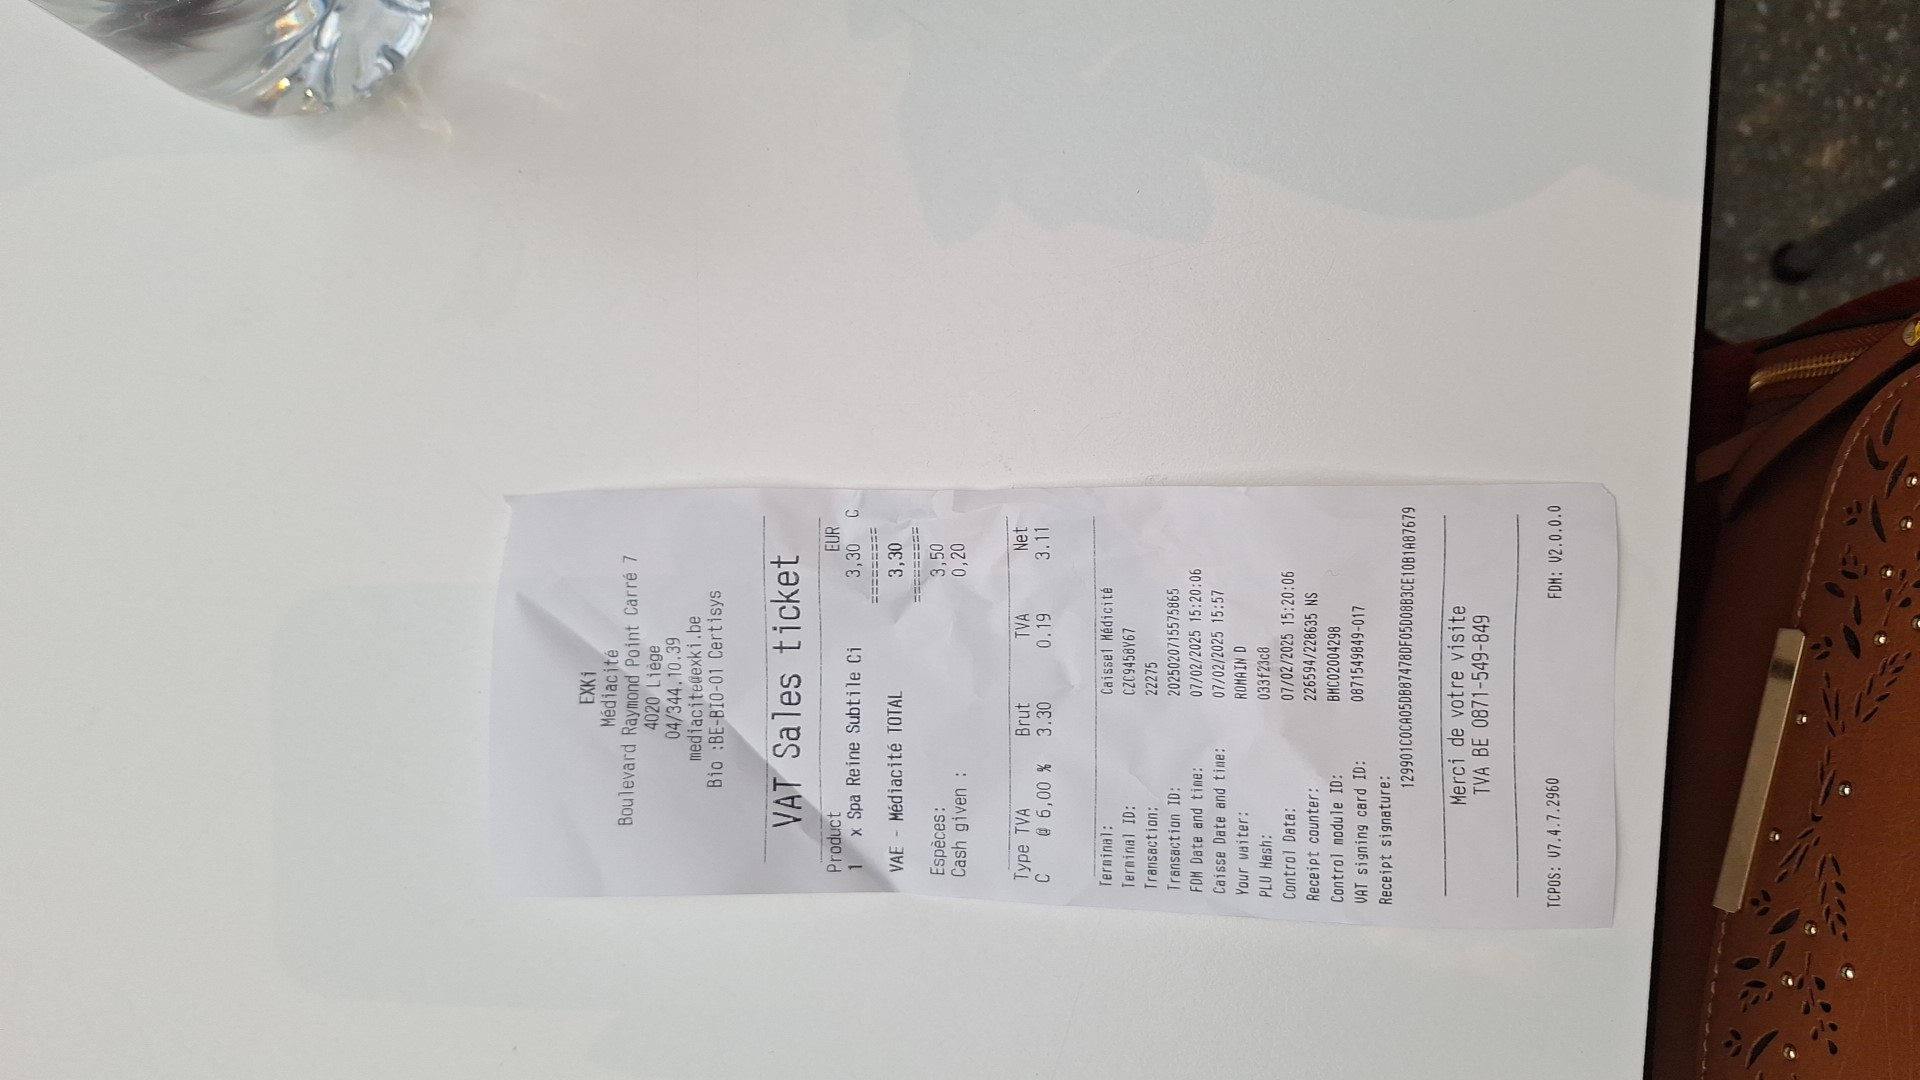 EXKi
Médiacité
Boulevard Raymond Point Carré 7
4020 Liège
04/344.10.39
mediacite@exki.be
Bio :BE-BIO-01 Certisys
VAT Sales ticket
Product EUR
1 x Spa Reine Subtile Ci 3,30 C
=========
VAE - Médiacité TOTAL 3,30
=========
Espèces: 3,50
Cash given : 0,20
Type TVA Brut TVA Net
C @ 6,00 % 3.30 0.19 3.11
Terminal: Caisse1 Médicité
Terminal ID: CZC9458Y67
Transaction: 22275
Transaction ID: 2025020715575865
FDM Date and time: 07/02/2025 15:20:06
Caisse Date and time: 07/02/2025 15:57
Your waiter: ROMAIN D
PLU Hash: 033f23c8
Control Data: 07/02/2025 15:20:06
Receipt counter: 226594/228635 NS
Control module ID: BMC02004298
VAT signing card ID: 0871549849-017
Receipt signature:
129901C0CA05DB87478DF05D08B3CE10B1AB7679
Merci de votre visite
TVA BE 0871-549-849
TCPOS: V7.4.7.2960 FDM: V2.0.0.0